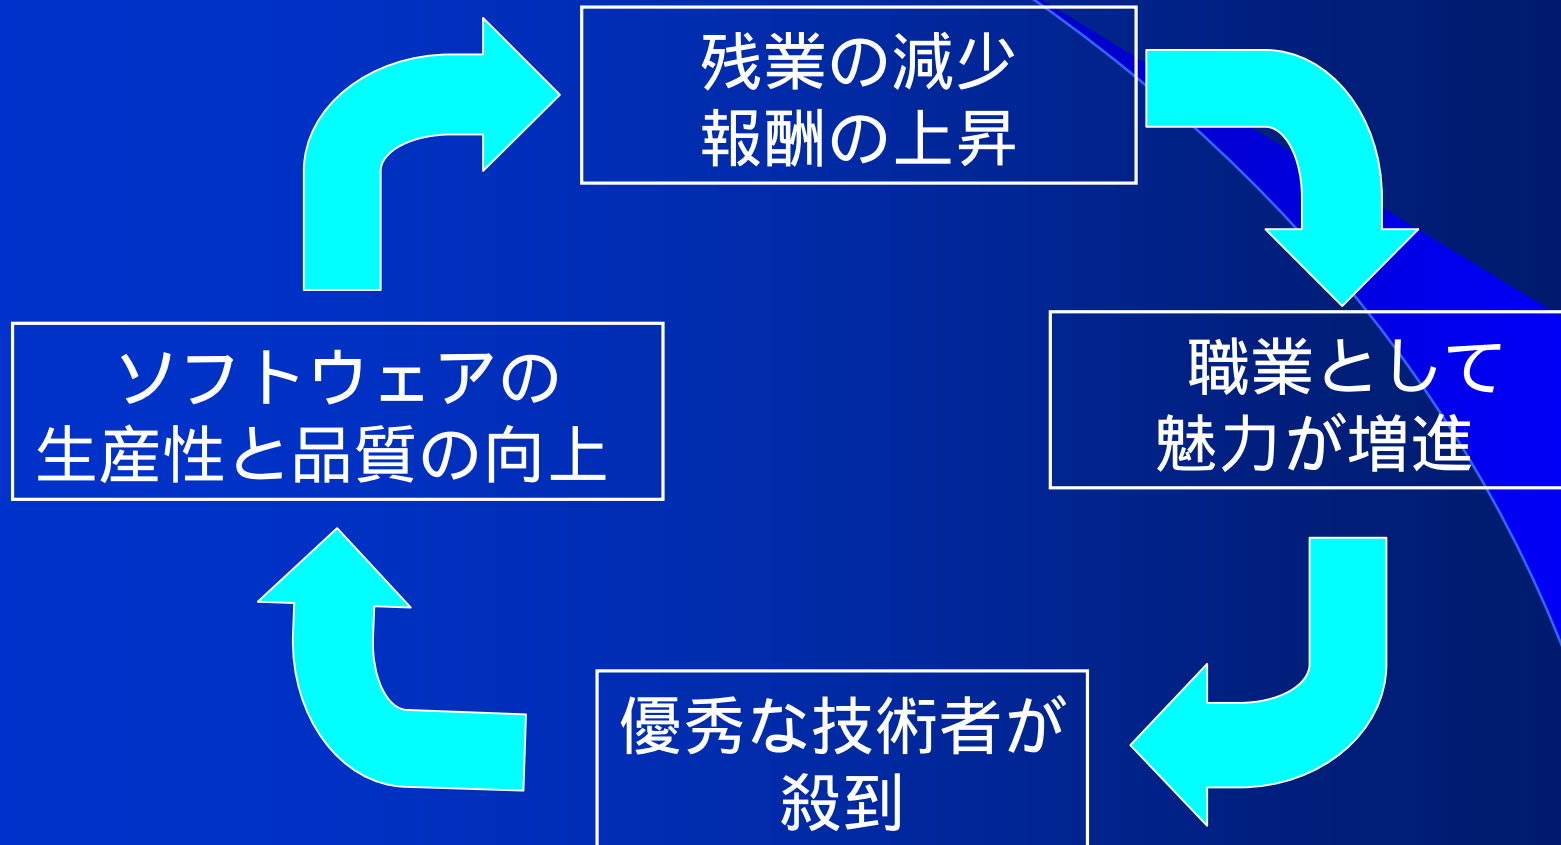 残業の減少
報酬の上昇
ソフトウェアの
生産性と品質の向上
職業として
魅力が増進
優秀な技術者が
殺到